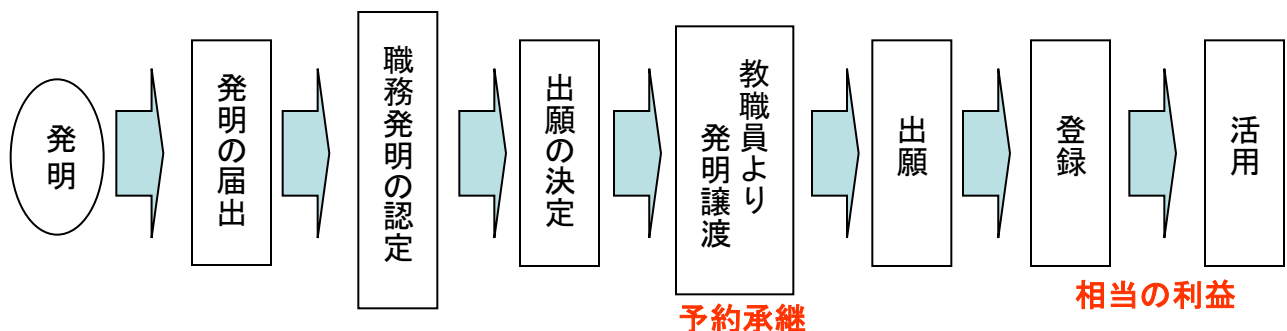 発明
発明の届出
職務発明の認定
出願の決定
教職員より
発明譲渡
予約承継
出願
登録
相当の利益
活用